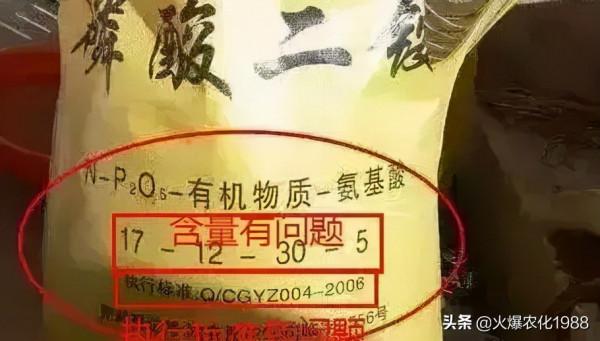 磷酸二铵
N-P₂O₅-有机物质-氨基酸
含量有问题
17-12-30-5
执行标准:Q/CGYZ004-2006
头条 @火爆农化1988